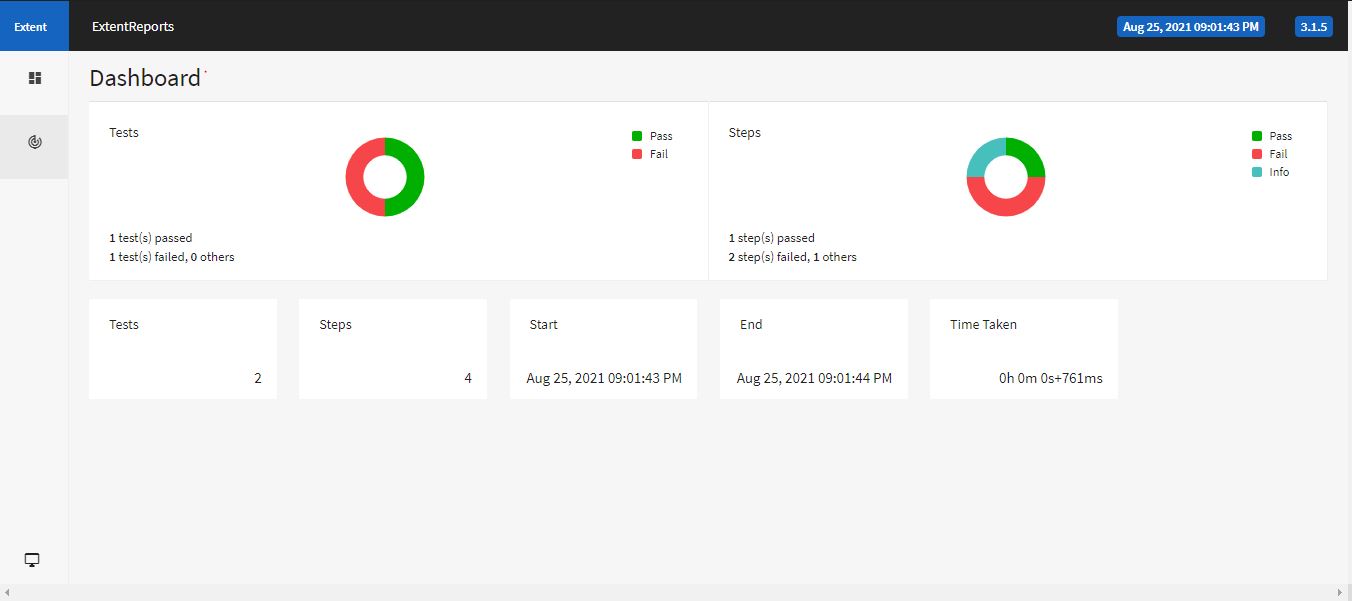 Extent
ExtentReports
Aug 25, 2021 09:01:43 PM
3.1.5
Dashboard
Tests
Pass
Fail
1 test(s) passed
1 test(s) failed, 0 others
Steps
Pass
Fail
Info
1 step(s) passed
2 step(s) failed, 1 others
Tests
2
Steps
4
Start
Aug 25, 2021 09:01:43 PM
End
Aug 25, 2021 09:01:44 PM
Time Taken
0h 0m 0s+761ms